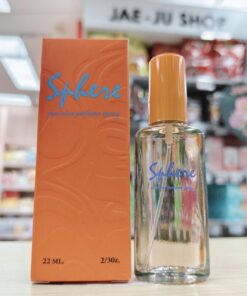 JAE-JU SHOP
Sphere
22 ML.
2/3oz.
Sphere